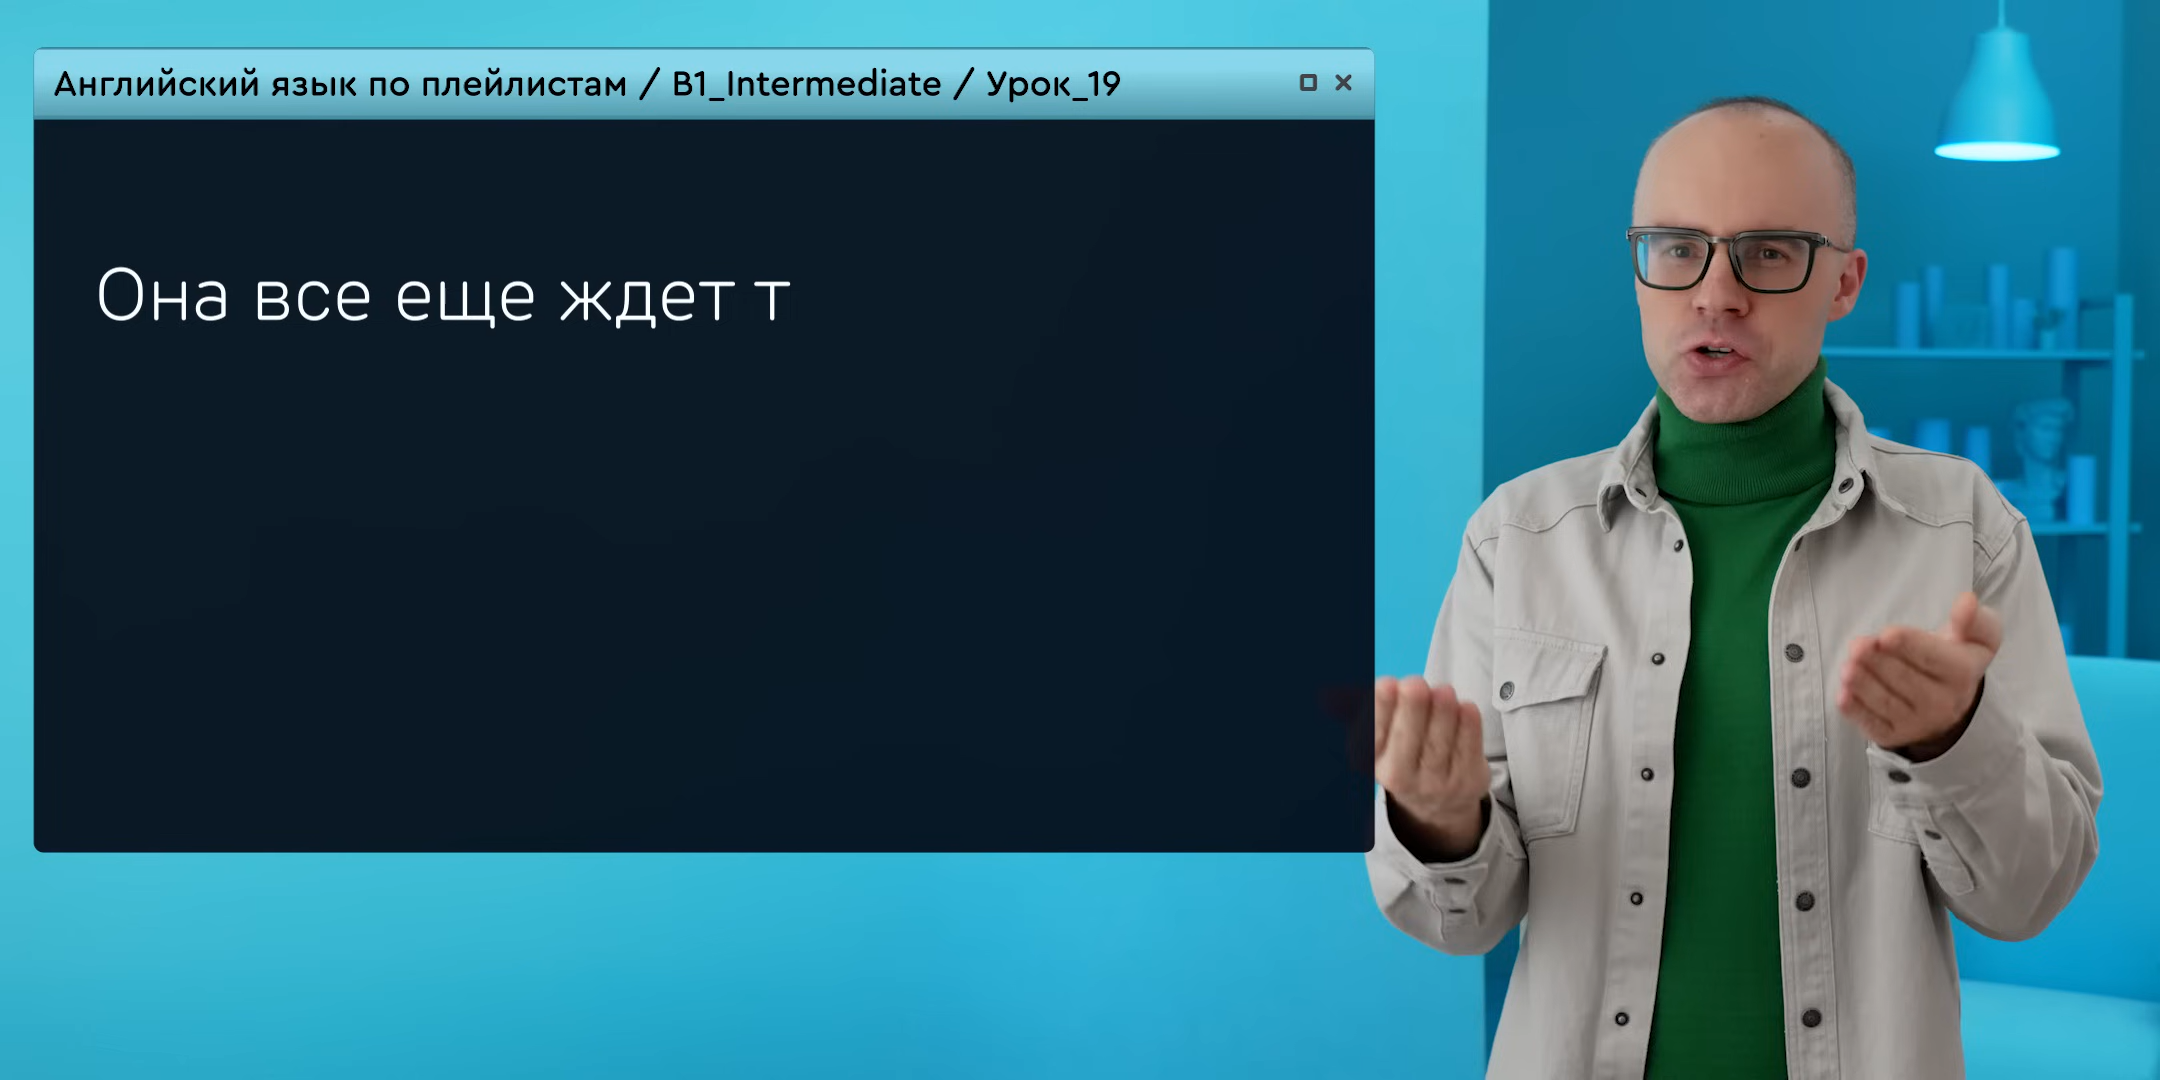 Английский язык по плейлистам / B1_Intermediate / Урок_19
Она все еще ждет т